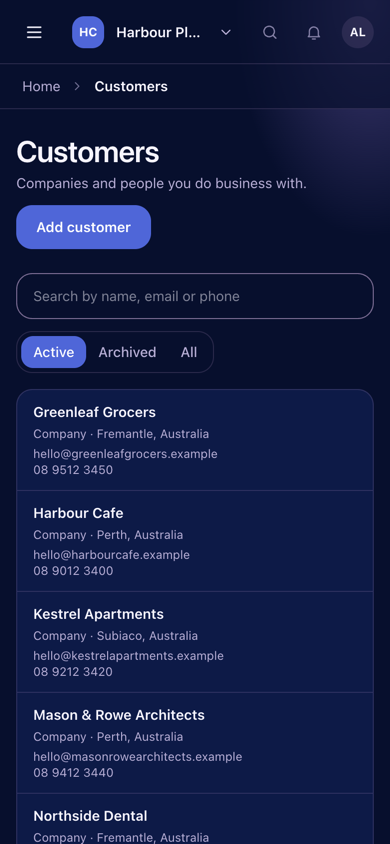 HC Harbour Pl... AL
Home > Customers
Customers
Companies and people you do business with.
Add customer
Search by name, email or phone
Active Archived All
Greenleaf Grocers
Company · Fremantle, Australia
hello@greenleafgrocers.example
08 9512 3450
Harbour Cafe
Company · Perth, Australia
hello@harbourcafe.example
08 9012 3400
Kestrel Apartments
Company · Subiaco, Australia
hello@kestrelapartments.example
08 9212 3420
Mason & Rowe Architects
Company · Perth, Australia
hello@masonrowearchitects.example
08 9412 3440
Northside Dental
Company · Fremantle, Australia